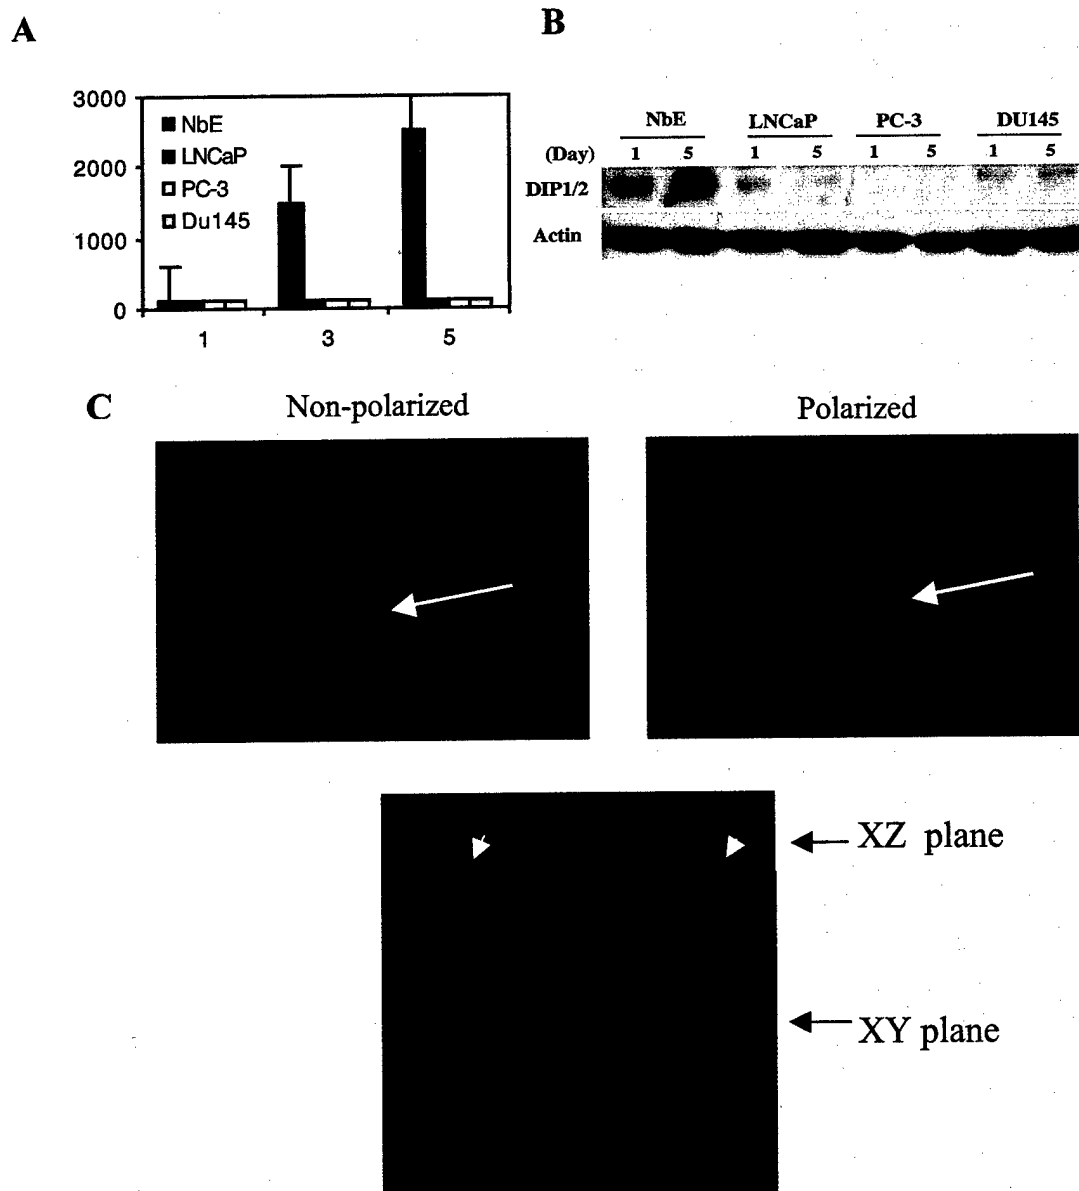 A
3000
2000
1000
0
NbE
LNCaP
PC-3
Du145
1 3 5
B
NbE LNCaP PC-3 DU145
(Day) 1 5 1 5 1 5 1 5
DIP1/2
Actin
C
Non-polarized Polarized
XZ plane
XY plane